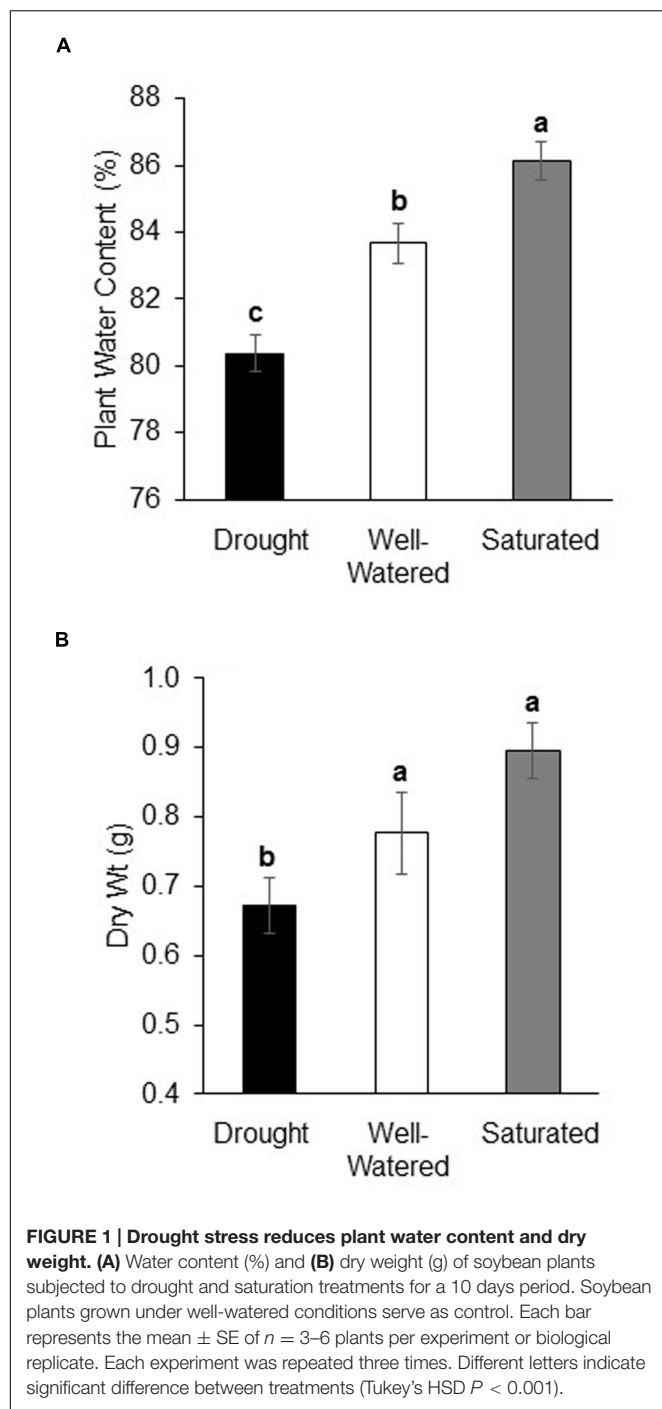 A
88
86
84
82
80
78
76
Plant Water Content (%)
c
b
a
Drought
Well-
Watered
Saturated
B
1.0
0.9
0.8
0.7
0.6
0.5
0.4
Dry Wt (g)
b
a
a
Drought
Well-
Watered
Saturated
FIGURE 1 | Drought stress reduces plant water content and dry
weight. (A) Water content (%) and (B) dry weight (g) of soybean plants
subjected to drought and saturation treatments for a 10 days period. Soybean
plants grown under well-watered conditions serve as control. Each bar
represents the mean ± SE of n = 3–6 plants per experiment or biological
replicate. Each experiment was repeated three times. Different letters indicate
significant difference between treatments (Tukey's HSD P < 0.001).